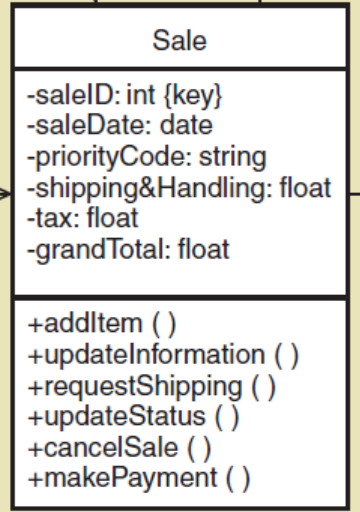 Sale
-saleID: int {key}
-saleDate: date
-priorityCode: string
-shipping&Handling: float
-tax: float
-grandTotal: float
+addItem ( )
+updateInformation ( )
+requestShipping ( )
+updateStatus ( )
+cancelSale ( )
+makePayment ( )